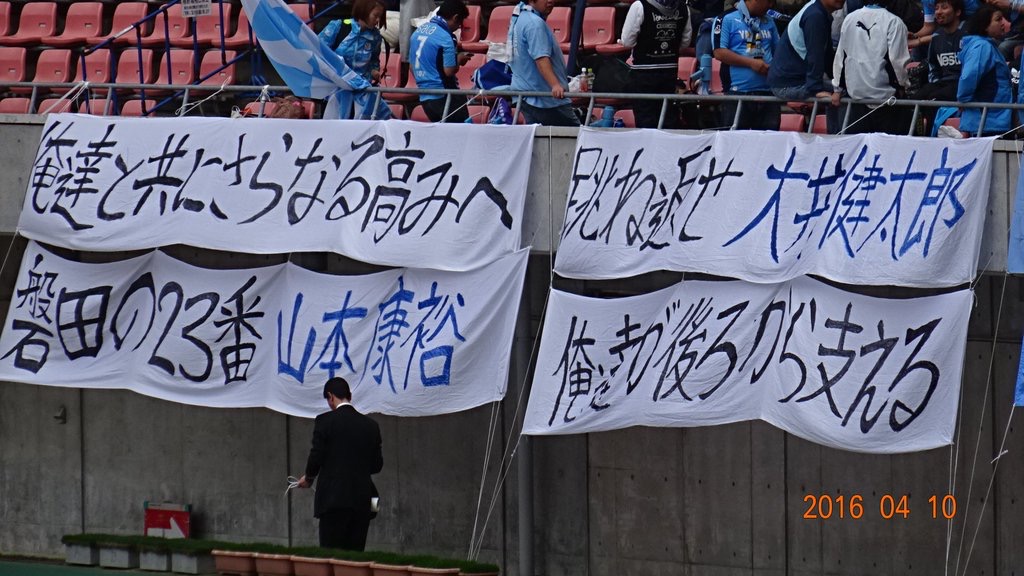 俺達と共にさらなる高みへ
磐田の23番 山本康裕
跳ね返せ 大井健太郎
俺達が後ろから支える
1
2016 04 10